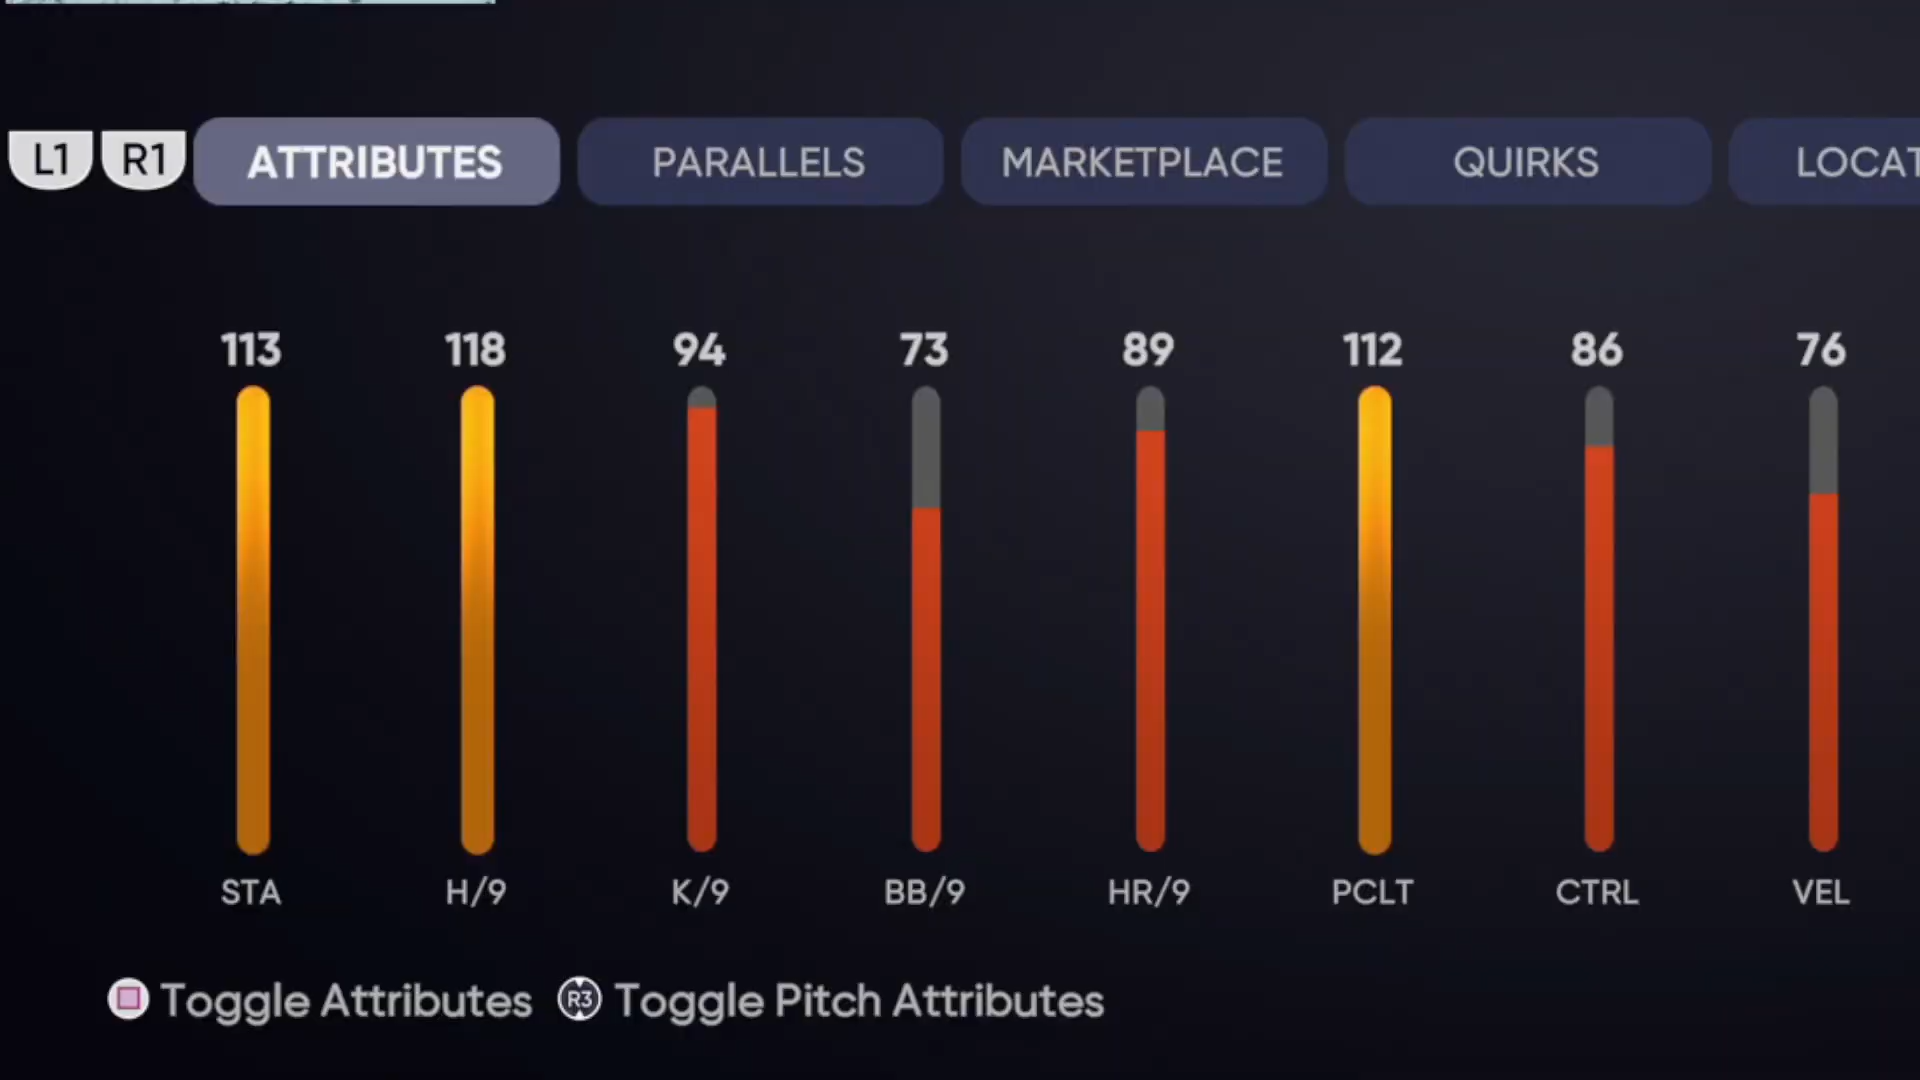 L1 R1 ATTRIBUTES PARALLELS MARKETPLACE QUIRKS LOCAT
113 118 94 73 89 112 86 76
STA H/9 K/9 BB/9 HR/9 PCLT CTRL VEL
Toggle Attributes R3 Toggle Pitch Attributes